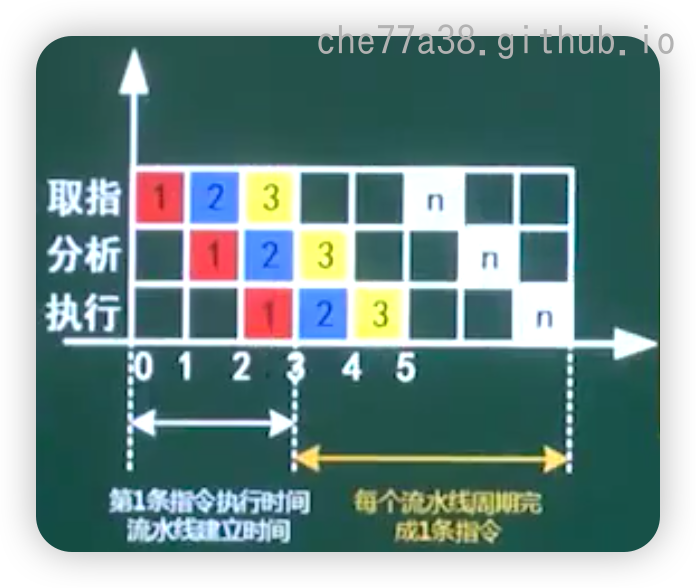 che77a38.github.io
取指 1 2 3 n
分析 1 2 3 n
执行 1 2 3 n
0 1 2 3 4 5
第1条指令执行时间
流水线建立时间
每个流水线周期完
成1条指令